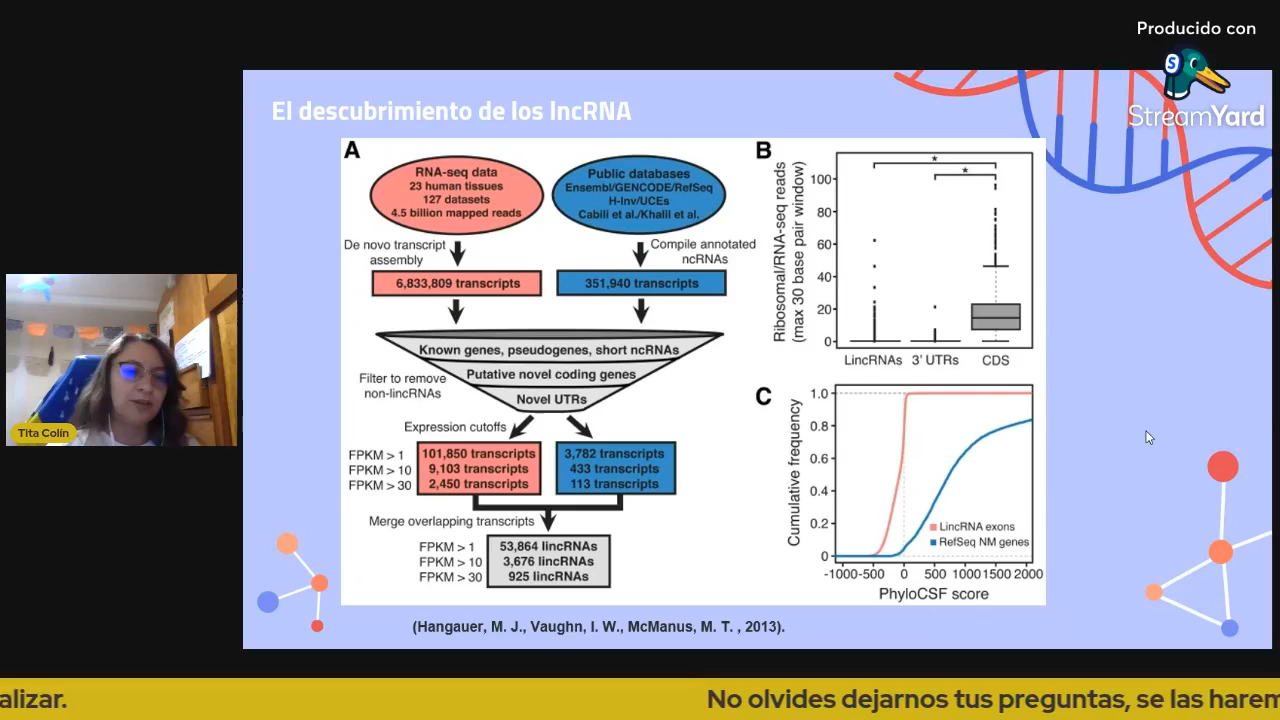 Producido con
StreamYard
El descubrimiento de los lncRNA
A
RNA-seq data
23 human tissues
127 datasets
4.5 billion mapped reads
Public databases
Ensembl/GENCODE/RefSeq
H-Inv/UCEs
Cabili et al./Khalil et al.
De novo transcript
assembly
Compile annotated
ncRNAs
6,833,809 transcripts
351,940 transcripts
Known genes, pseudogenes, short ncRNAs
Putative novel coding genes
Novel UTRs
Filter to remove
non-lincRNAs
Expression cutoffs
FPKM > 1
FPKM > 10
FPKM > 30
101,850 transcripts
9,103 transcripts
2,450 transcripts
3,782 transcripts
433 transcripts
113 transcripts
Merge overlapping transcripts
FPKM > 1
FPKM > 10
FPKM > 30
53,864 lincRNAs
3,676 lincRNAs
925 lincRNAs
B
Ribosomal/RNA-seq reads
(max 30 base pair window)
100
80
60
40
20
0
*
*
LincRNAs 3' UTRs CDS
C
Cumulative frequency
1.0
0.8
0.6
0.4
0.2
0
LincRNA exons
RefSeq NM genes
-1000 -500 0 500 1000 1500 2000
PhyloCSF score
(Hangauer, M. J., Vaughn, I. W., McManus, M. T. , 2013).
Tita Colín
alizar.
No olvides dejarnos tus preguntas, se las harem